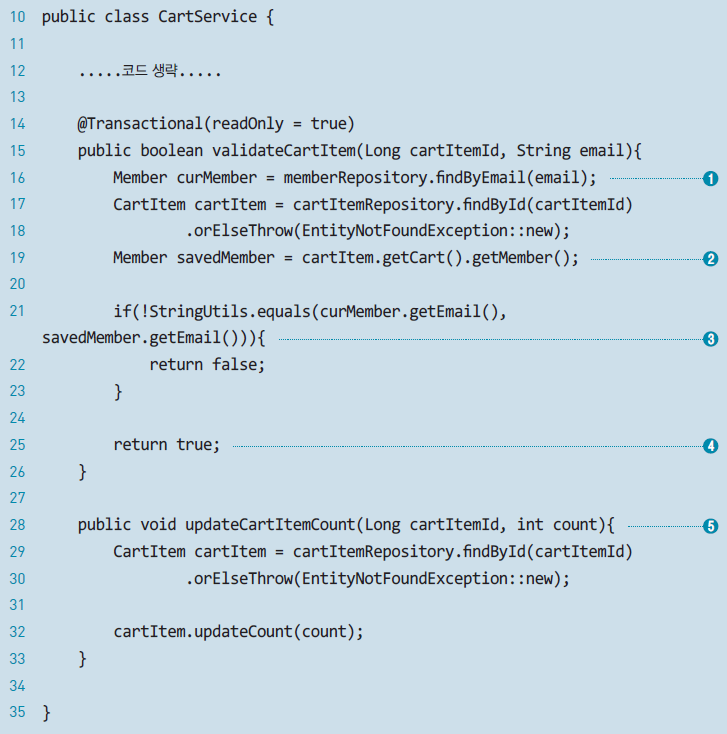 10 public class CartService {
11
12     .....코드 생략.....
13
14     @Transactional(readOnly = true)
15     public boolean validateCartItem(Long cartItemId, String email){
16         Member curMember = memberRepository.findByEmail(email); ❶
17         CartItem cartItem = cartItemRepository.findById(cartItemId)
18                 .orElseThrow(EntityNotFoundException::new);
19         Member savedMember = cartItem.getCart().getMember(); ❷
20
21         if(!StringUtils.equals(curMember.getEmail(),
savedMember.getEmail())){ ❸
22             return false;
23         }
24
25         return true; ❹
26     }
27
28     public void updateCartItemCount(Long cartItemId, int count){ ❺
29         CartItem cartItem = cartItemRepository.findById(cartItemId)
30                 .orElseThrow(EntityNotFoundException::new);
31
32         cartItem.updateCount(count);
33     }
34
35 }